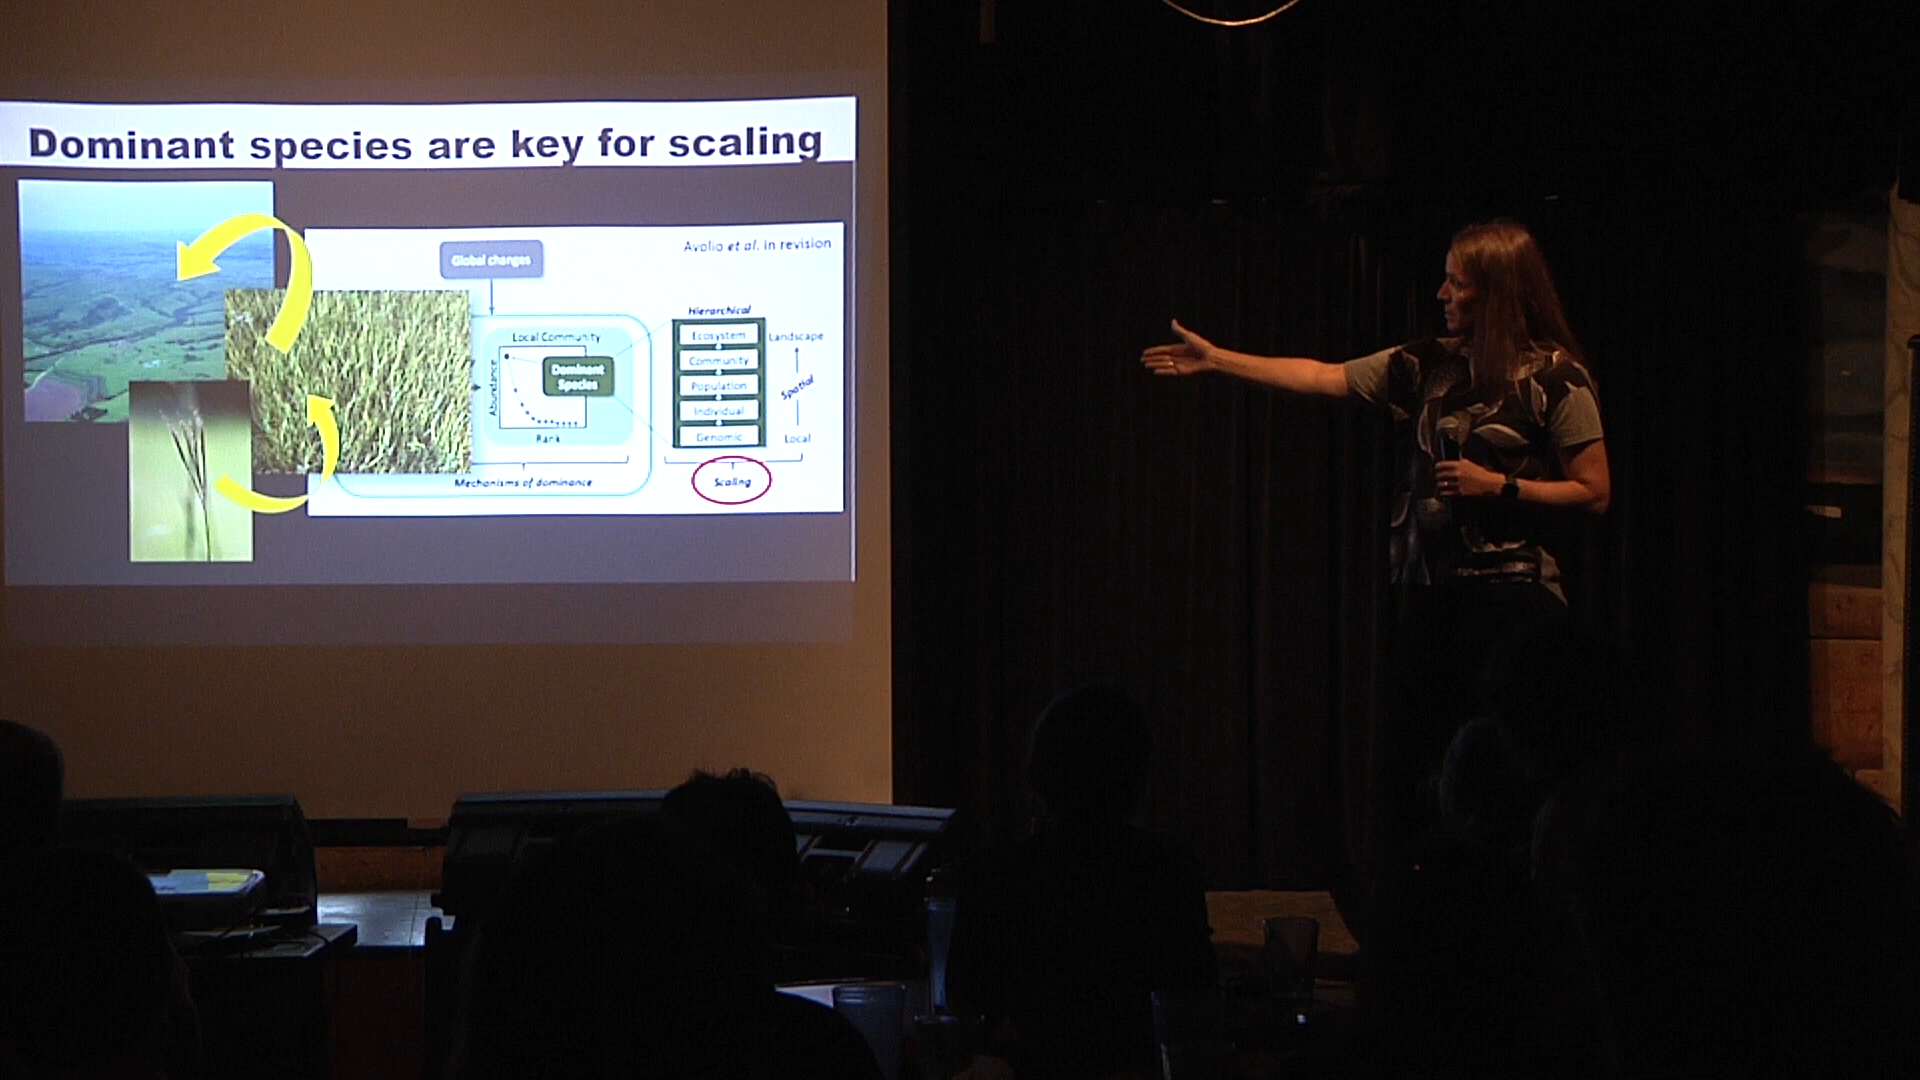 Dominant species are key for scaling
Avolio et al. in revision
Global changes
Local Community
Abundance
Dominant
Species
Rank
Mechanisms of dominance
Hierarchical
Ecosystem
Community
Population
Individual
Genomic
Landscape
Spatial
Local
Scaling